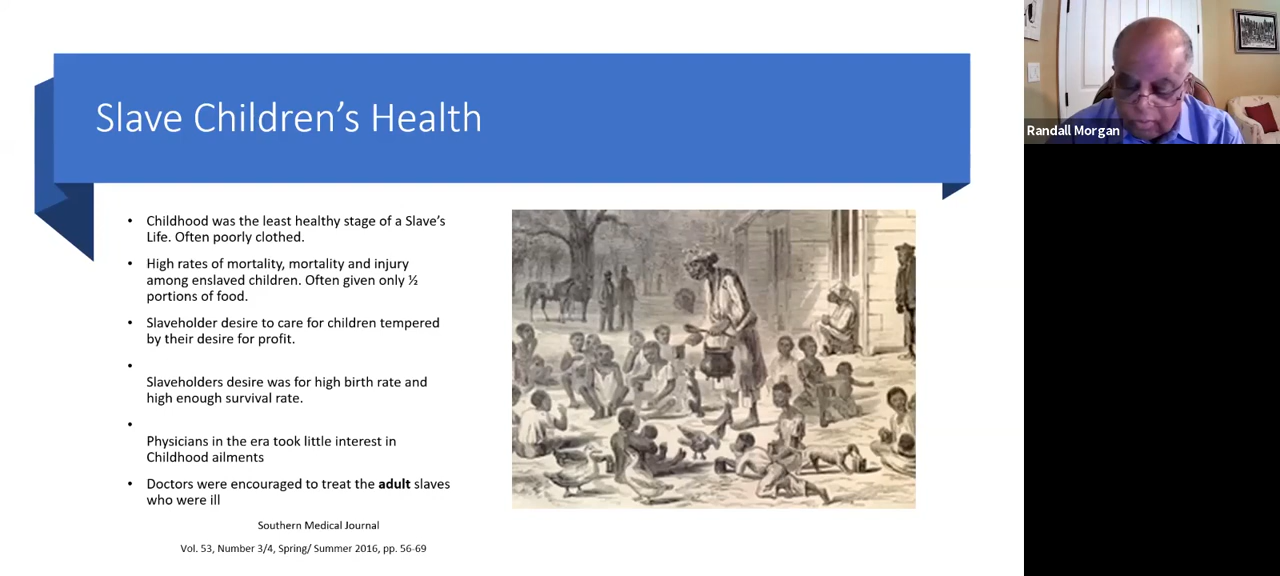 Slave Children's Health
• Childhood was the least healthy stage of a Slave's
Life. Often poorly clothed.
• High rates of mortality, mortality and injury
among enslaved children. Often given only ½
portions of food.
• Slaveholder desire to care for children tempered
by their desire for profit.
•
Slaveholders desire was for high birth rate and
high enough survival rate.
•
Physicians in the era took little interest in
Childhood ailments
• Doctors were encouraged to treat the adult slaves
who were ill
Southern Medical Journal
Vol. 53, Number 3/4, Spring/ Summer 2016, pp. 56-69
Randall Morgan